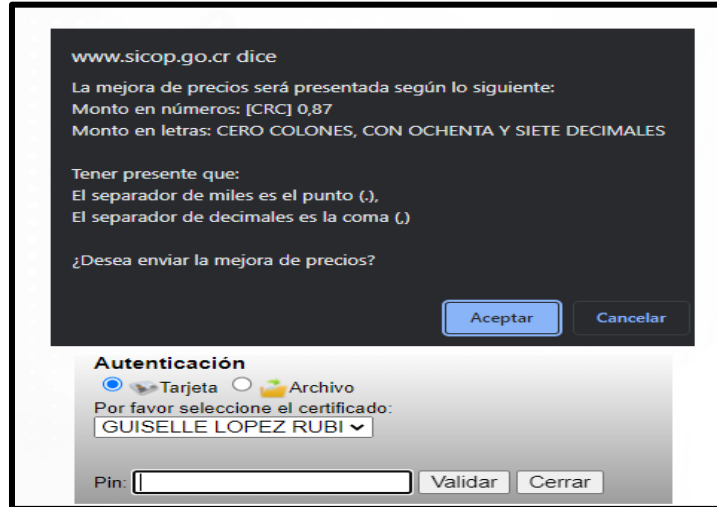 www.sicop.go.cr dice
La mejora de precios será presentada según lo siguiente:
Monto en números: [CRC] 0,87
Monto en letras: CERO COLONES, CON OCHENTA Y SIETE DECIMALES
Tener presente que:
El separador de miles es el punto (.),
El separador de decimales es la coma (,)
¿Desea enviar la mejora de precios?
Aceptar Cancelar
Autenticación
Tarjeta Archivo
Por favor seleccione el certificado:
GUISELLE LOPEZ RUBI
Pin: Validar Cerrar